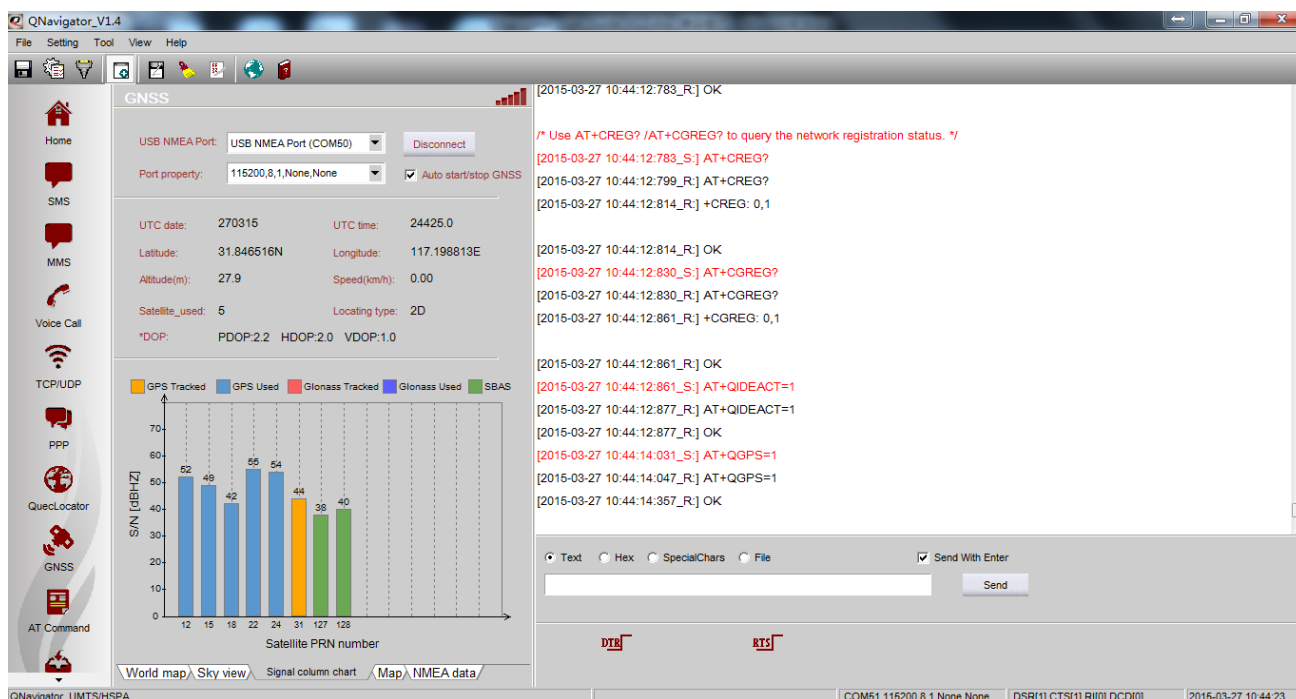 QNavigator_V1.4
File Setting Tool View Help
Home
SMS
MMS
Voice Call
TCP/UDP
PPP
QuecLocator
GNSS
AT Command
GNSS
USB NMEA Port: USB NMEA Port (COM50) Disconnect
Port property: 115200,8,1,None,None Auto start/stop GNSS
UTC date: 270315 UTC time: 24425.0
Latitude: 31.846516N Longitude: 117.198813E
Altitude(m): 27.9 Speed(km/h): 0.00
Satellite_used: 5 Locating type: 2D
*DOP: PDOP:2.2 HDOP:2.0 VDOP:1.0
GPS Tracked GPS Used Glonass Tracked Glonass Used SBAS
S/N [dBHZ]
70
60
50
40
30
20
10
0
52 49 42 55 54 44 38 40
12 15 18 22 24 31 127 128
Satellite PRN number
World map Sky view Signal column chart Map NMEA data
[2015-03-27 10:44:12:783_R:] OK
/* Use AT+CREG? /AT+CGREG? to query the network registration status. */
[2015-03-27 10:44:12:783_S:] AT+CREG?
[2015-03-27 10:44:12:799_R:] AT+CREG?
[2015-03-27 10:44:12:814_R:] +CREG: 0,1
[2015-03-27 10:44:12:814_R:] OK
[2015-03-27 10:44:12:830_S:] AT+CGREG?
[2015-03-27 10:44:12:830_R:] AT+CGREG?
[2015-03-27 10:44:12:861_R:] +CGREG: 0,1
[2015-03-27 10:44:12:861_R:] OK
[2015-03-27 10:44:12:861_S:] AT+QIDEACT=1
[2015-03-27 10:44:12:877_R:] AT+QIDEACT=1
[2015-03-27 10:44:12:877_R:] OK
[2015-03-27 10:44:14:031_S:] AT+QGPS=1
[2015-03-27 10:44:14:047_R:] AT+QGPS=1
[2015-03-27 10:44:14:357_R:] OK
Text Hex SpecialChars File Send With Enter
Send
DTR RTS
QNavigator_UMTS/HSPA COM51,115200,8,1,None,None DSR[1] CTS[1] RI[0] DCD[0] 2015-03-27 10:44:23